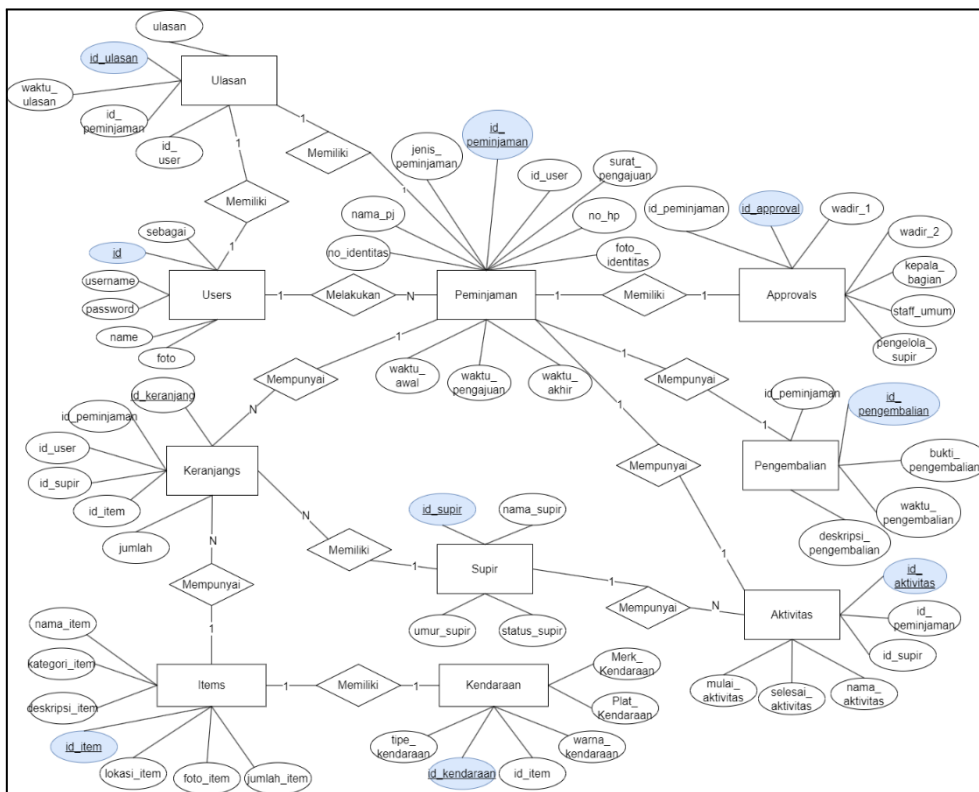 ulasan
id_ulasan
waktu_
ulasan
Ulasan
id_
peminjaman
id_
user
1
1
Memiliki
1
Memiliki
1
id_
peminjaman
jenis_
peminjaman
id_user
surat_
pengajuan
nama_pj
no_hp
no_identitas
foto_
identitas
id_peminjaman
id_approval
wadir_1
wadir_2
kepala_
bagian
staff_umum
pengelola_
supir
sebagai
id
username
password
name
foto
Users
1
Melakukan
N
Peminjaman
1
Memiliki
1
Approvals
waktu_
awal
waktu_
pengajuan
waktu_
akhir
1
Mempunyai
N
1
Mempunyai
1
1
Mempunyai
1
id_peminjaman
id_
pengembalian
bukti_
pengembalian
waktu_
pengembalian
deskripsi_
pengembalian
Pengembalian
id_keranjang
id_peminjaman
id_user
id_supir
id_item
jumlah
Keranjangs
N
Mempunyai
1
N
Memiliki
1
id_supir
nama_supir
Supir
umur_supir
status_supir
1
Mempunyai
N
Aktivitas
id_
aktivitas
id_
peminjaman
id_supir
mulai_
aktivitas
selesai_
aktivitas
nama_
aktivitas
nama_item
kategori_item
deskripsi_item
id_item
lokasi_item
foto_item
jumlah_item
Items
1
Memiliki
1
Kendaraan
Merk_
Kendaraan
Plat_
Kendaraan
tipe_
kendaraan
id_kendaraan
id_item
warna_
kendaraan